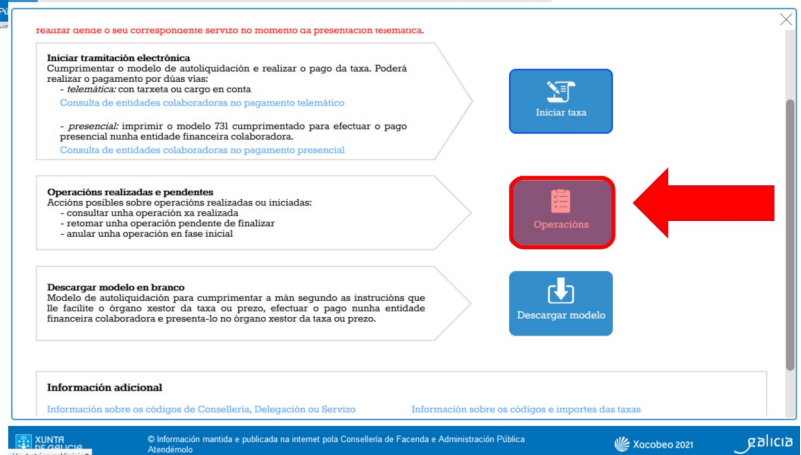 realizar dende o seu correspondente servizo no momento da presentación telemática.
Iniciar tramitación electrónica
Cumprimentar o modelo de autoliquidación e realizar o pago da taxa. Poderá
realizar o pagamento por dúas vías:
- telemática: con tarxeta ou cargo en conta
Consulta de entidades colaboradoras no pagamento telemático
- presencial: imprimir o modelo 731 cumprimentado para efectuar o pago
presencial nunha entidade financeira colaboradora.
Consulta de entidades colaboradoras no pagamento presencial
Iniciar taxa
Operacións realizadas e pendentes
Accións posibles sobre operacións realizadas ou iniciadas:
- consultar unha operación xa realizada
- retomar unha operación pendente de finalizar
- anular unha operación en fase inicial
Operacións
Descargar modelo en branco
Modelo de autoliquidación para cumprimentar a mán segundo as instrucións que
lle facilite o órgano xestor da taxa ou prezo, efectuar o pago nunha entidade
financeira colaboradora e presenta-lo no órgano xestor da taxa ou prezo.
Descargar modelo
Información adicional
Información sobre os códigos de Consellería, Delegación ou Servizo
Información sobre os códigos e importes das taxas
XUNTA
DE GALICIA
© Información mantida e publicada na internet pola Consellería de Facenda e Administración Pública
Atendémolo
Xacobeo 2021
galicia